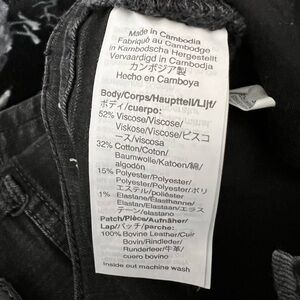 Made in Cambodia
Fabriqué au Cambodge
in Kambodscha Hergestellt
Vervaardigd in Cambodja
カンボジア製
Hecho en Camboya
Body/Corps/Hauptteil/Lijf/
ボディ/cuerpo:
52% Viscose/Viscose/
Viskose/Viscose/ビスコ
ース/viscosa
32% Cotton/Coton/
Baumwolle/Katoen/綿/
algodón
15% Polyester/Polyester/
Polyester/Polyester/ポリ
エステル/poliéster
1% Elastane/Elasthanne/
Elastan/Elastaan/エラス
テーン/elastano
Patch/Pièce/Aufnäher/
Lap/パッチ/parche:
100% Bovine Leather/Cuir
Bovin/Rindleder/
Runderleer/牛革/
cuero bovino
Inside out machine wash